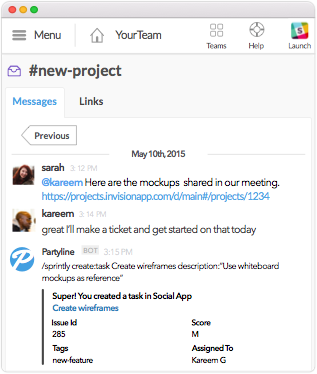 Menu
YourTeam
Teams
Help
Launch
#new-project
Messages
Links
Previous
May 10th, 2015
sarah 3:12 PM
@kareem Here are the mockups shared in our meeting.
https://projects.invisionapp.com/d/main#/projects/1234
kareem 3:14 PM
great I'll make a ticket and get started on that today
Partyline BOT 3:15 PM
/sprintly create:task Create wireframes description:"Use whiteboard
mockups as reference"
Super! You created a task in Social App
Create wireframes
Issue Id
Score
285
M
Tags
Assigned To
new-feature
Kareem G